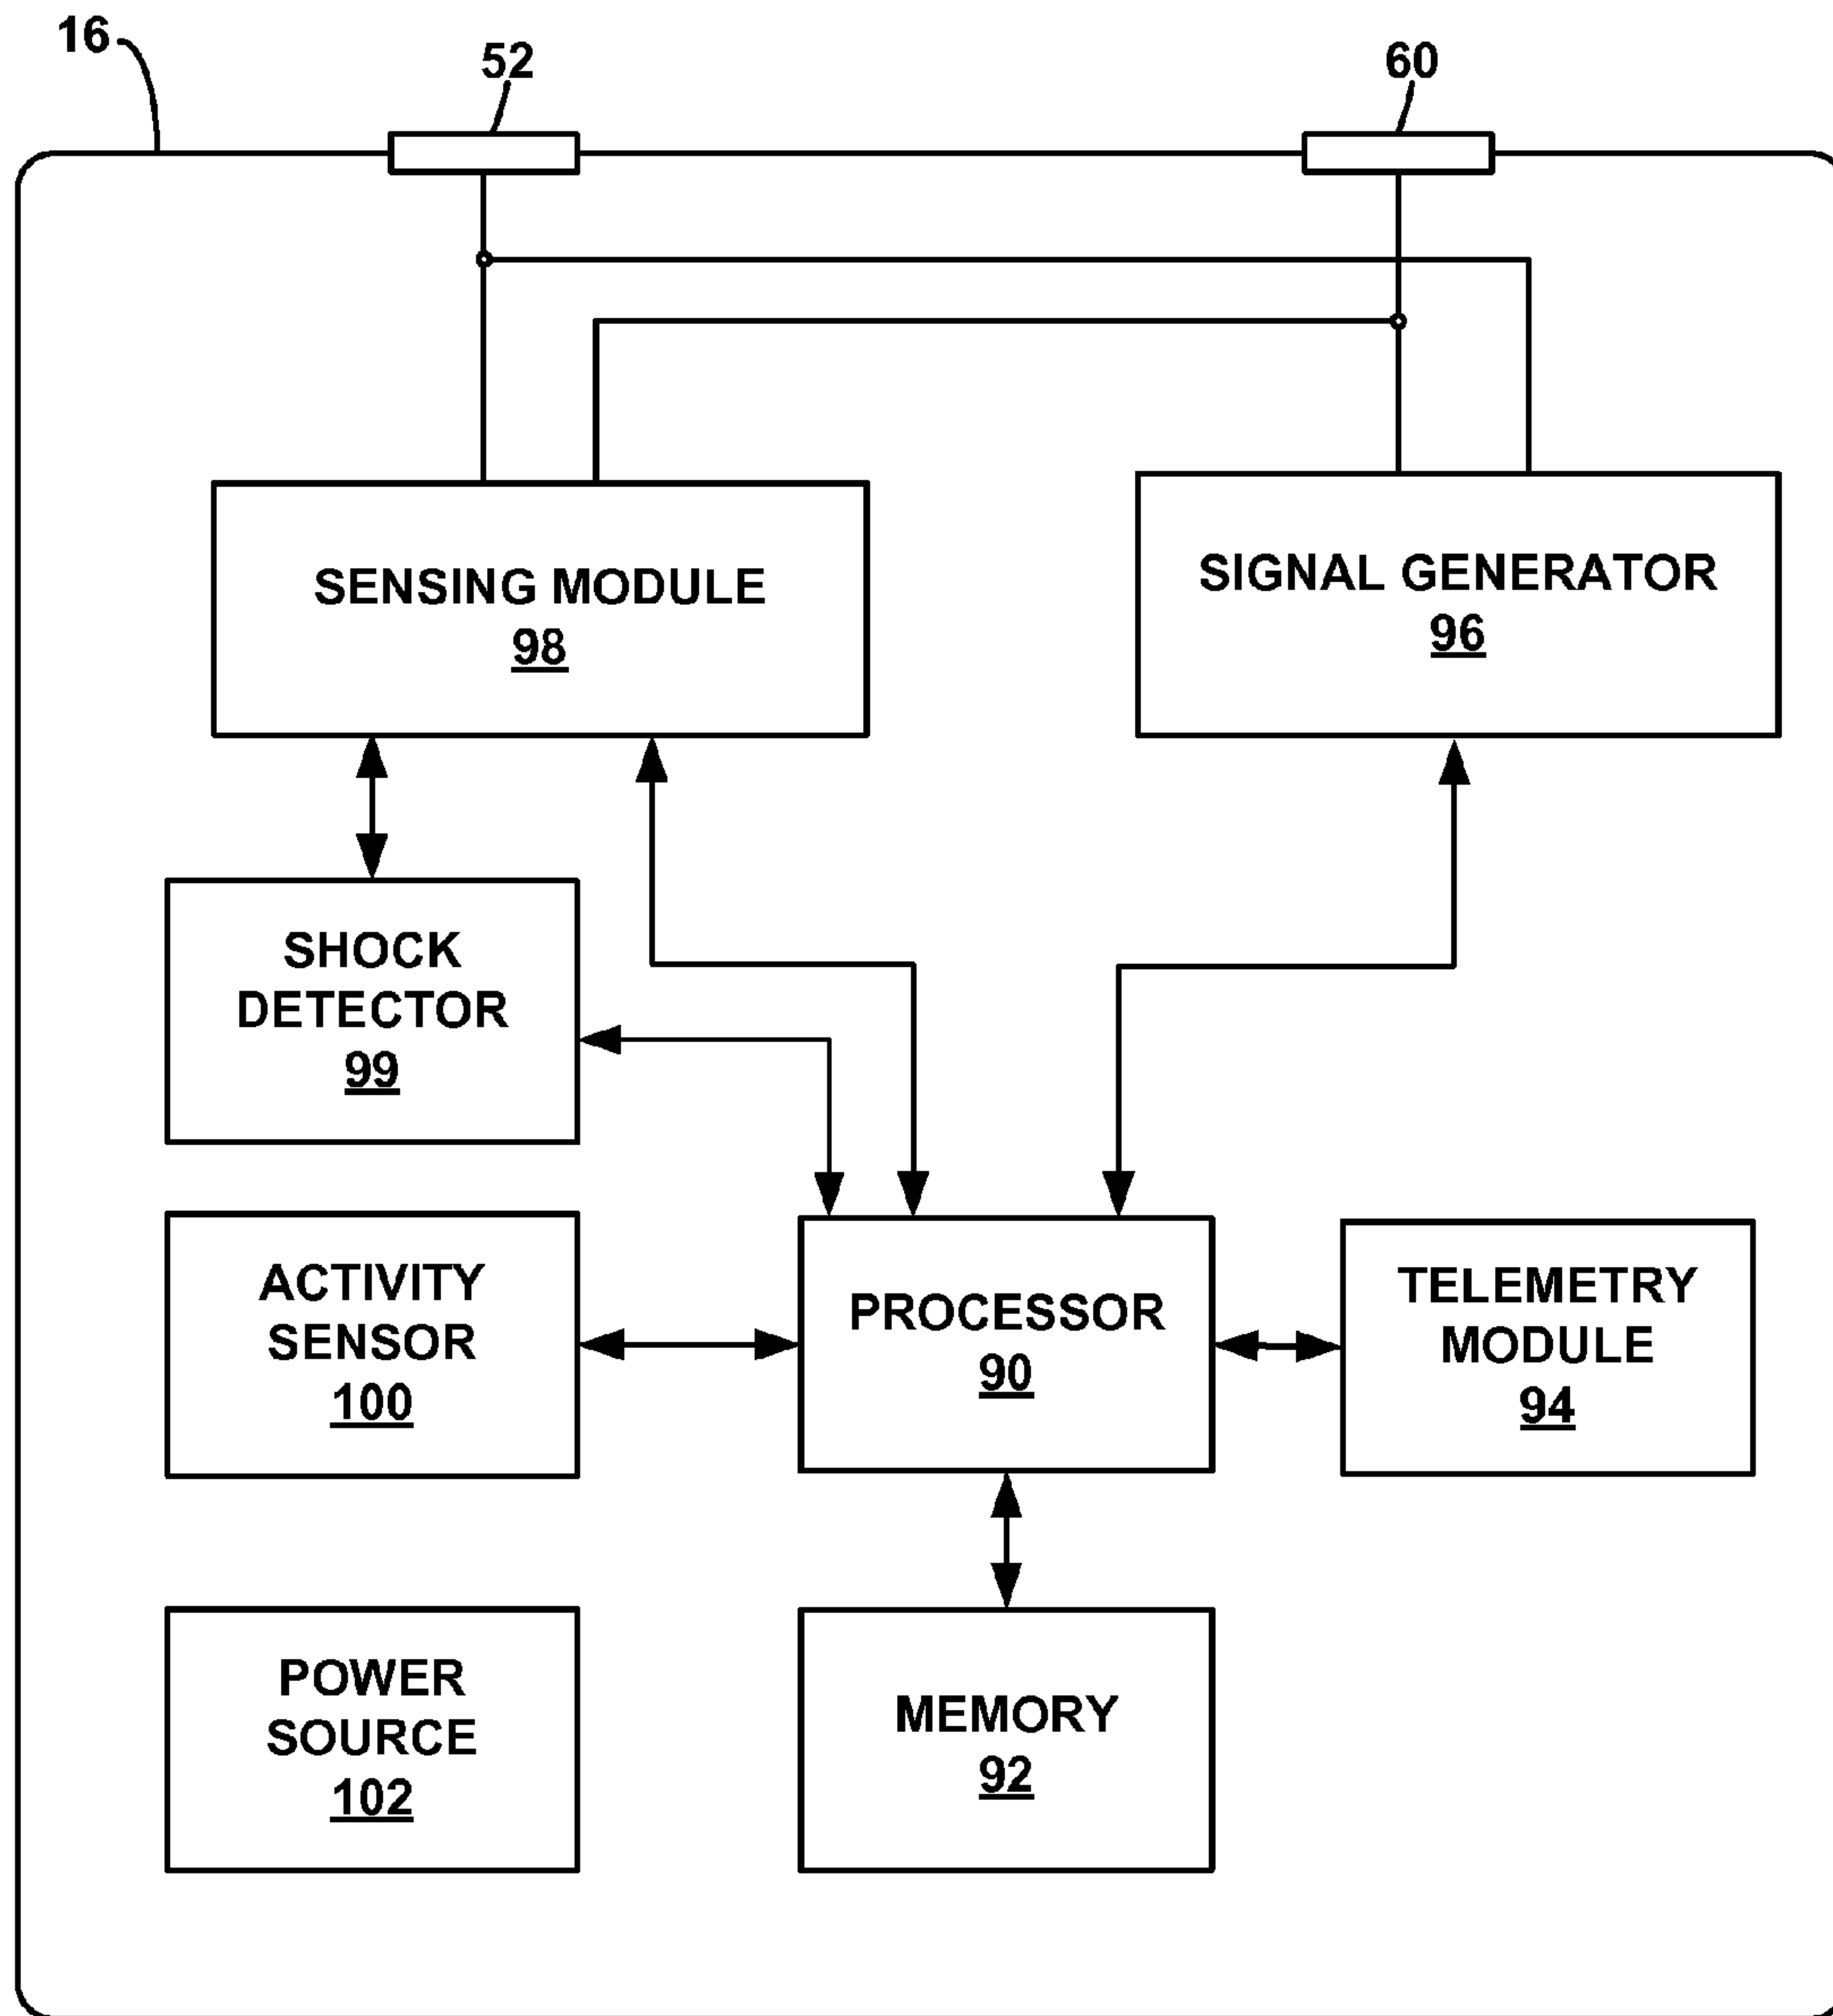 16
52
60
SENSING MODULE
98
SIGNAL GENERATOR
96
SHOCK
DETECTOR
99
ACTIVITY
SENSOR
100
PROCESSOR
90
TELEMETRY
MODULE
94
POWER
SOURCE
102
MEMORY
92